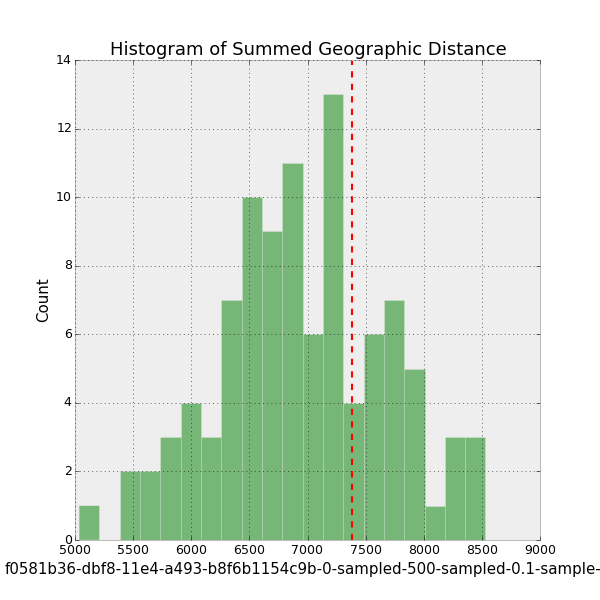 Histogram of Summed Geographic Distance
14
12
10
8
6
4
2
0
Count
5000 5500 6000 6500 7000 7500 8000 8500 9000
f0581b36-dbf8-11e4-a493-b8f6b1154c9b-0-sampled-500-sampled-0.1-sample-